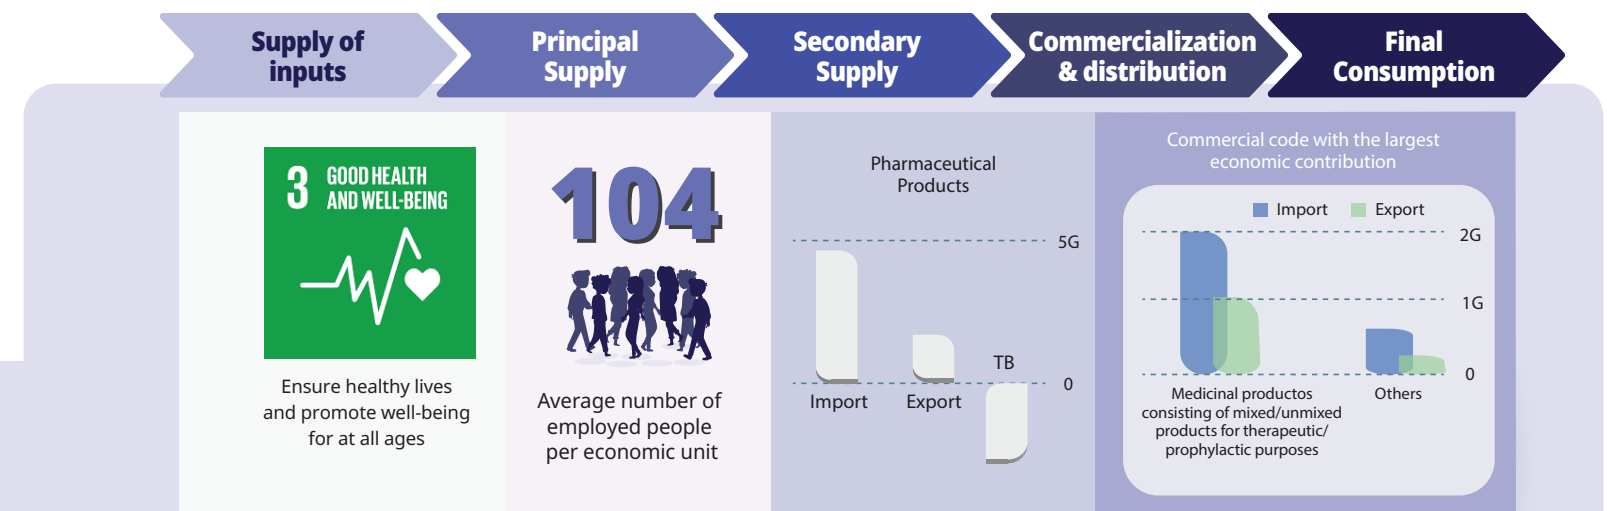 Supply of
inputs
Principal
Supply
Secondary
Supply
Commercialization
& distribution
Final
Consumption
3 GOOD HEALTH
AND WELL-BEING
Ensure healthy lives
and promote well-being
for at all ages
104
Average number of
employed people
per economic unit
Pharmaceutical
Products
5G
TB
0
Import Export
Commercial code with the largest
economic contribution
Import Export
2G
1G
0
Medicinal productos
consisting of mixed/unmixed
products for therapeutic/
prophylactic purposes
Others